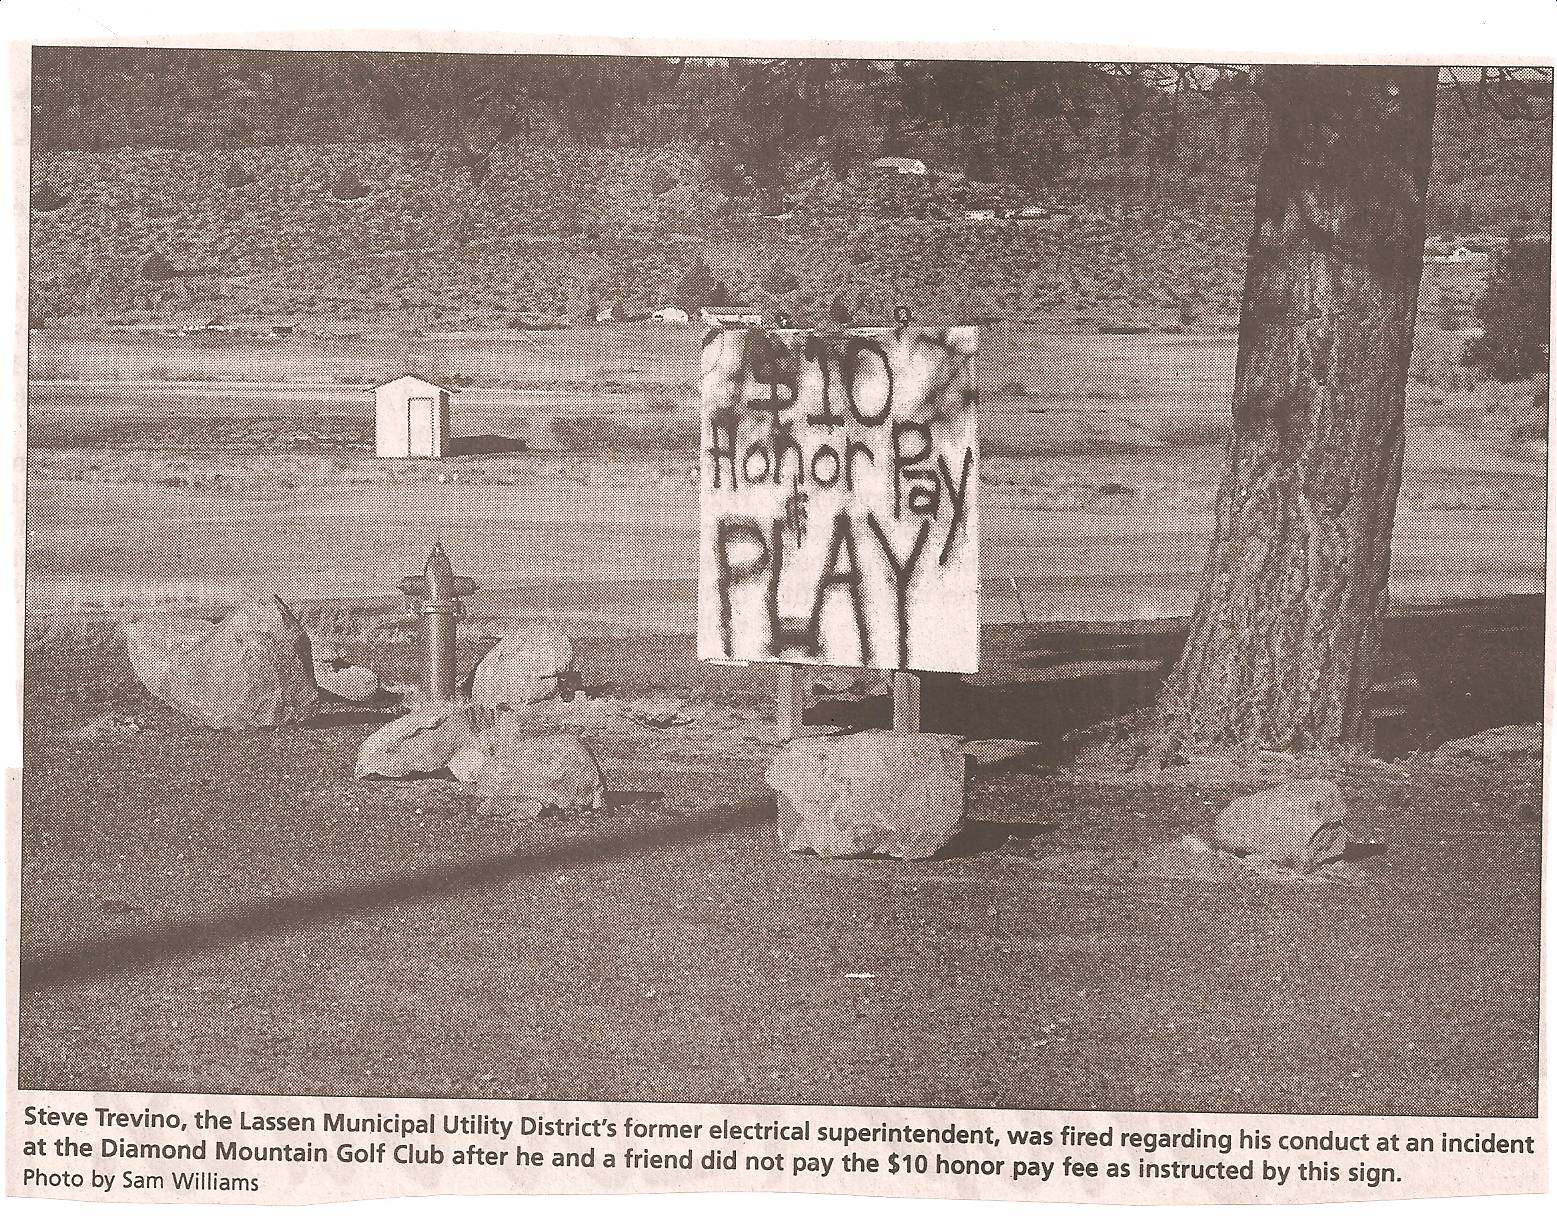 $10
Honor Pay
&
PLAY
Steve Trevino, the Lassen Municipal Utility District's former electrical superintendent, was fired regarding his conduct at an incident
at the Diamond Mountain Golf Club after he and a friend did not pay the $10 honor pay fee as instructed by this sign.
Photo by Sam Williams